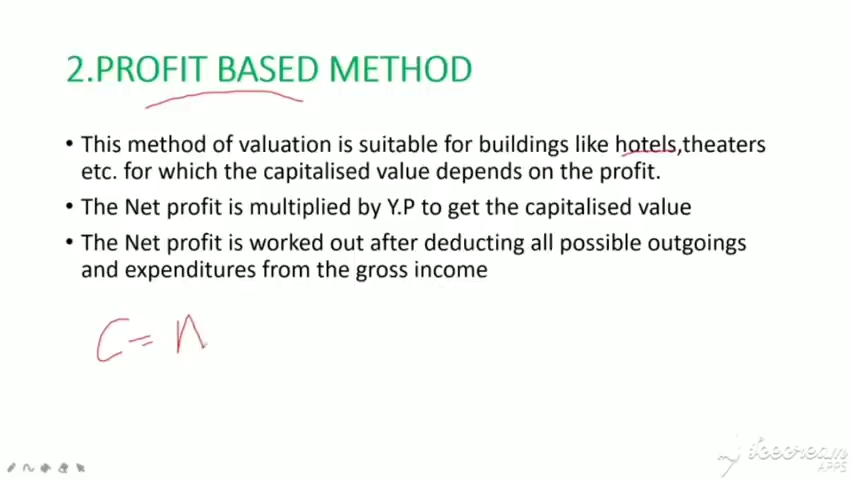 2.PROFIT BASED METHOD
• This method of valuation is suitable for buildings like hotels,theaters
etc. for which the capitalised value depends on the profit.
• The Net profit is multiplied by Y.P to get the capitalised value
• The Net profit is worked out after deducting all possible outgoings
and expenditures from the gross income
C = n
Icecream
APPS